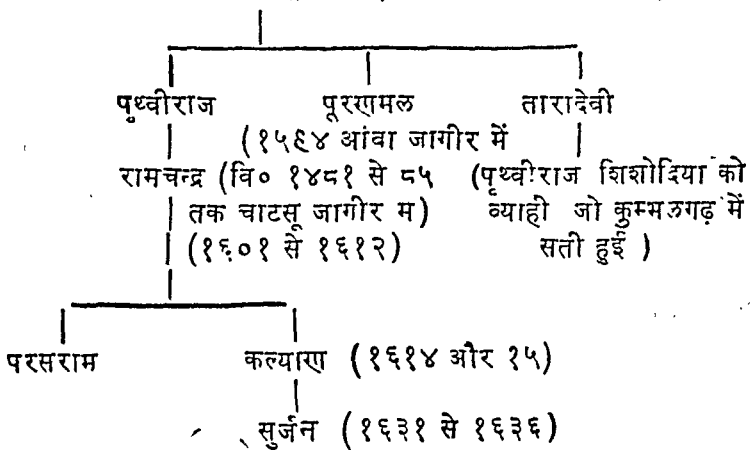 पृथ्वीराज पूरणमल तारादेवी
(१५६४ आंवा जागीर में
रामचन्द्र (वि० १४८१ से ८५ (पृथ्वीराज शिशोदिया को
तक चाटसू जागीर म) ब्याही जो कुम्भलगढ़ में
(१६०१ से १६१२) सती हुई )
परसराम कल्याण (१६१४ और १५)
सुर्जन (१६३१ से १६३६)